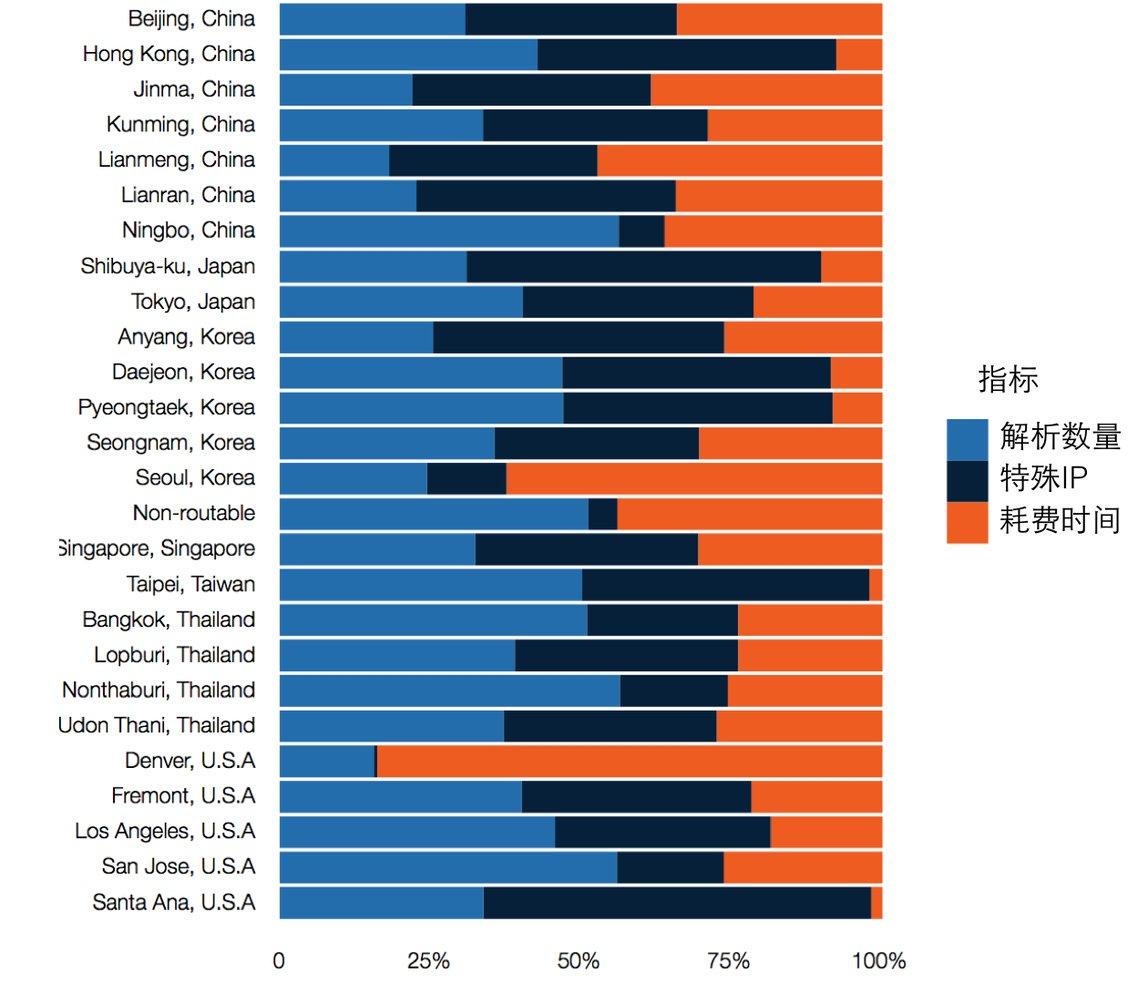 Beijing, China
Hong Kong, China
Jinma, China
Kunming, China
Lianmeng, China
Lianran, China
Ningbo, China
Shibuya-ku, Japan
Tokyo, Japan
Anyang, Korea
Daejeon, Korea
Pyeongtaek, Korea
Seongnam, Korea
Seoul, Korea
Non-routable
Singapore, Singapore
Taipei, Taiwan
Bangkok, Thailand
Lopburi, Thailand
Nonthaburi, Thailand
Udon Thani, Thailand
Denver, U.S.A
Fremont, U.S.A
Los Angeles, U.S.A
San Jose, U.S.A
Santa Ana, U.S.A
0 25% 50% 75% 100%
指标
解析数量
特殊IP
耗费时间